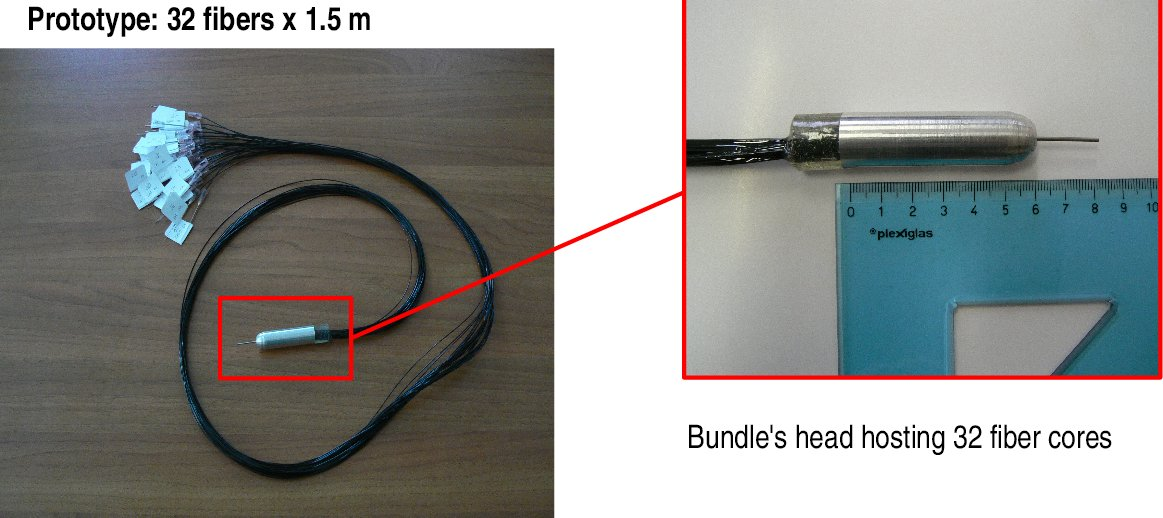 Prototype: 32 fibers x 1.5 m
0 1 2 3 4 5 6 7 8 9 10
®plexiglas
Bundle's head hosting 32 fiber cores